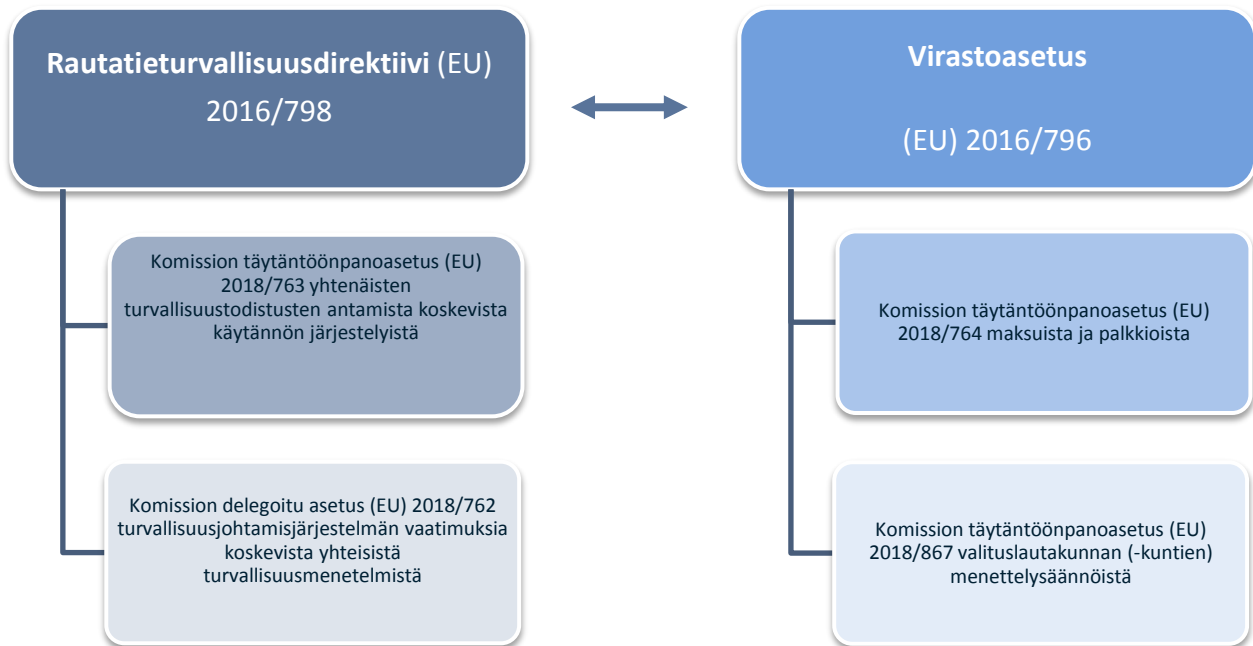 Rautatieturvallisuusdirektiivi (EU)
2016/798
Komission täytäntöönpanoasetus (EU)
2018/763 yhtenäisten
turvallisuustodistusten antamista koskevista
käytännön järjestelyistä
Komission delegoitu asetus (EU) 2018/762
turvallisuusjohtamisjärjestelmän vaatimuksia
koskevista yhteisistä
turvallisuusmenetelmistä
Virastoasetus
(EU) 2016/796
Komission täytäntöönpanoasetus (EU)
2018/764 maksuista ja palkkioista
Komission täytäntöönpanoasetus (EU)
2018/867 valituslautakunnan (-kuntien)
menettelysäännöistä